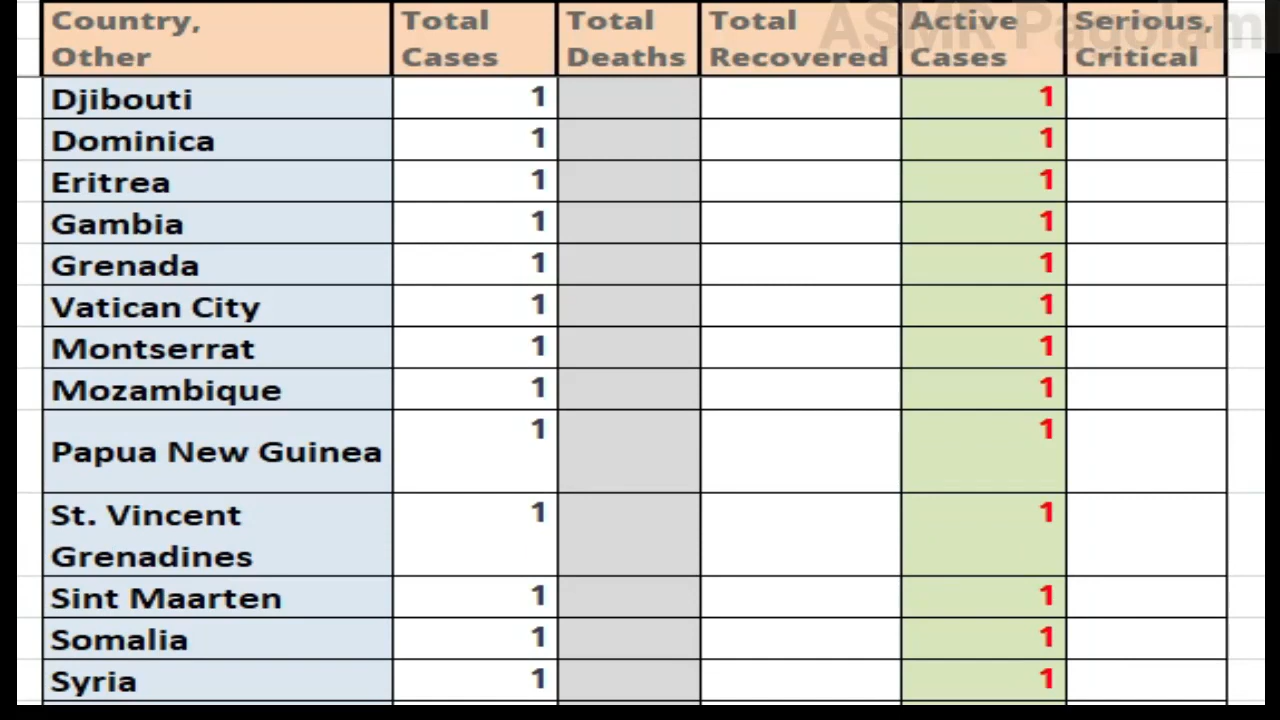 Country, Other Total Cases Total Deaths Total Recovered Active Cases Serious, Critical
Djibouti 1 1
Dominica 1 1
Eritrea 1 1
Gambia 1 1
Grenada 1 1
Vatican City 1 1
Montserrat 1 1
Mozambique 1 1
Papua New Guinea 1 1
St. Vincent Grenadines 1 1
Sint Maarten 1 1
Somalia 1 1
Syria 1 1
ASMR